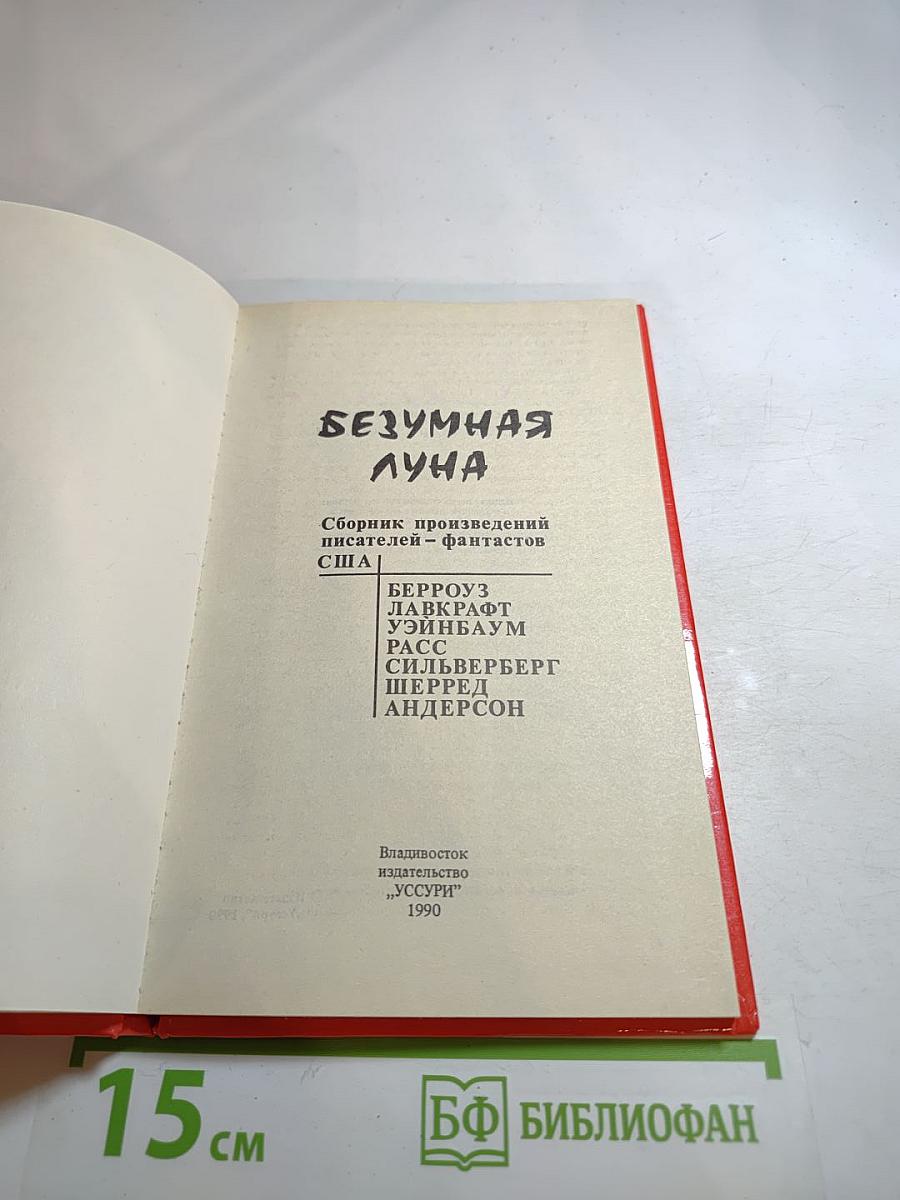 БЕЗУМНАЯ
ЛУНА
Сборник произведений
писателей – фантастов
США
БЕРРОУЗ
ЛАВКРАФТ
УЭЙНБАУМ
РАСС
СИЛЬВЕРБЕРГ
ШЕРРЕД
АНДЕРСОН
Владивосток
издательство
„УССУРИ”
1990
15 см
БФ БИБЛИОФАН